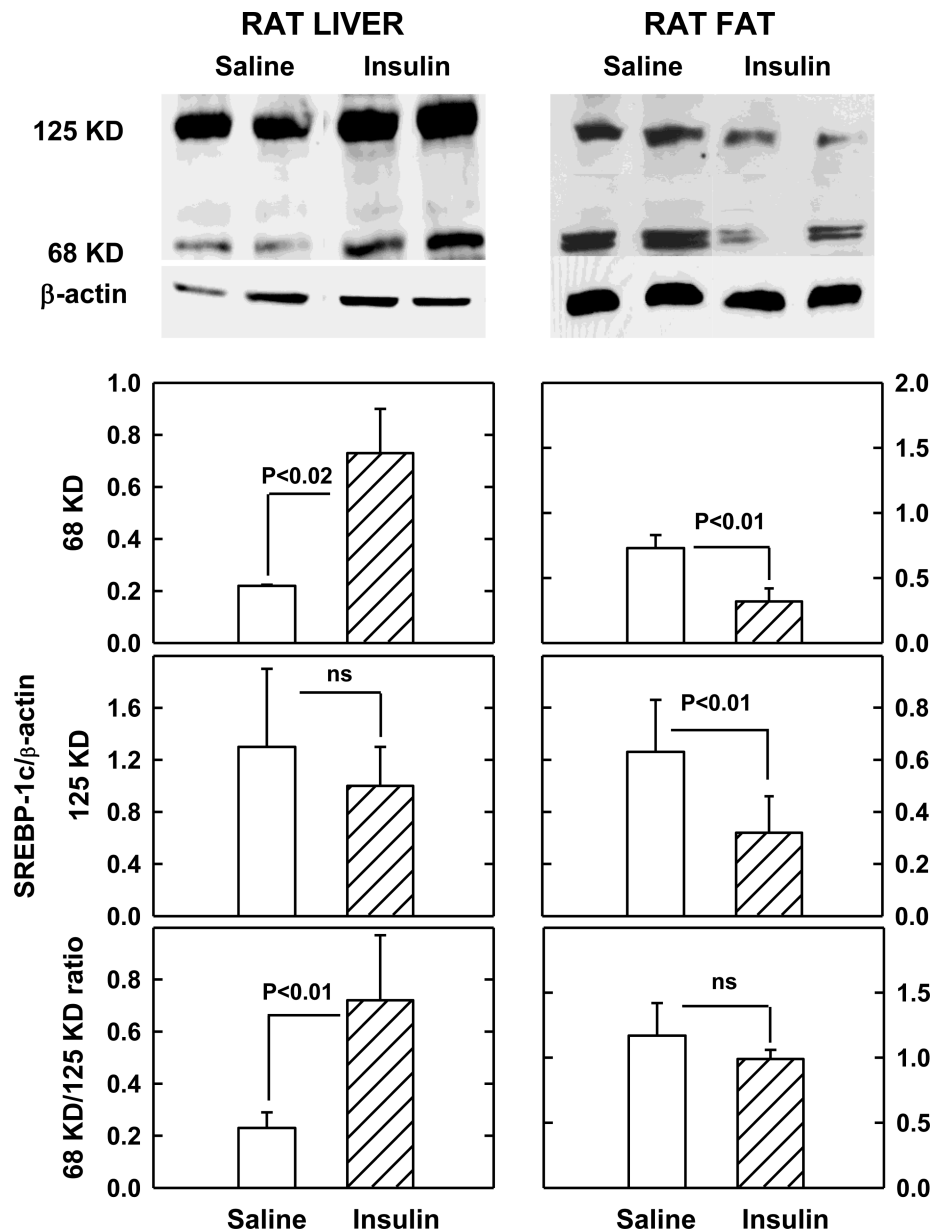 RAT LIVER RAT FAT
Saline Insulin Saline Insulin
125 KD
68 KD
β-actin
1.0 2.0
0.8 1.5
P<0.02
0.6 P<0.01 1.0
68 KD
0.4
0.2 0.5
0.0 0.0
ns
1.6 P<0.01 0.8
1.2 0.6
SREBP-1c/β-actin
125 KD
0.8 0.4
0.4 0.2
0.0 0.0
68 KD/125 KD ratio
0.8 P<0.01 ns 1.5
0.6 1.0
0.4
0.2 0.5
0.0 0.0
Saline Insulin Saline Insulin